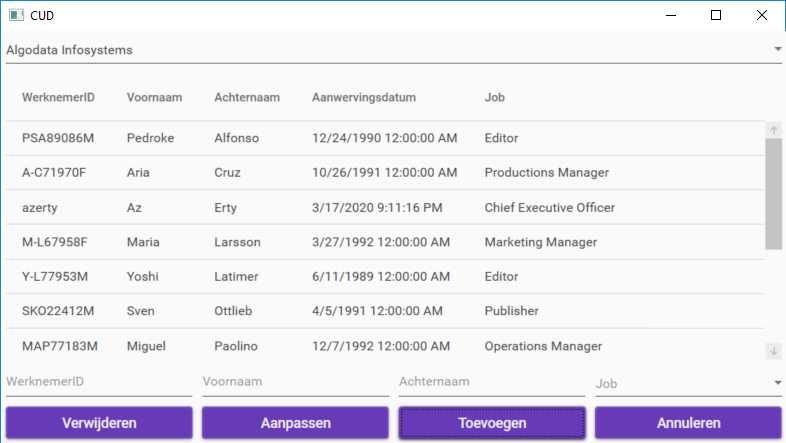 CUD
Algodata Infosystems
WerknemerID Voornaam Achternaam Aanwervingsdatum Job
PSA89086M Pedroke Alfonso 12/24/1990 12:00:00 AM Editor
A-C71970F Aria Cruz 10/26/1991 12:00:00 AM Productions Manager
azerty Az Erty 3/17/2020 9:11:16 PM Chief Executive Officer
M-L67958F Maria Larsson 3/27/1992 12:00:00 AM Marketing Manager
Y-L77953M Yoshi Latimer 6/11/1989 12:00:00 AM Editor
SKO22412M Sven Ottlieb 4/5/1991 12:00:00 AM Publisher
MAP77183M Miguel Paolino 12/7/1992 12:00:00 AM Operations Manager
WerknemerID Voornaam Achternaam Job
Verwijderen Aanpassen Toevoegen Annuleren